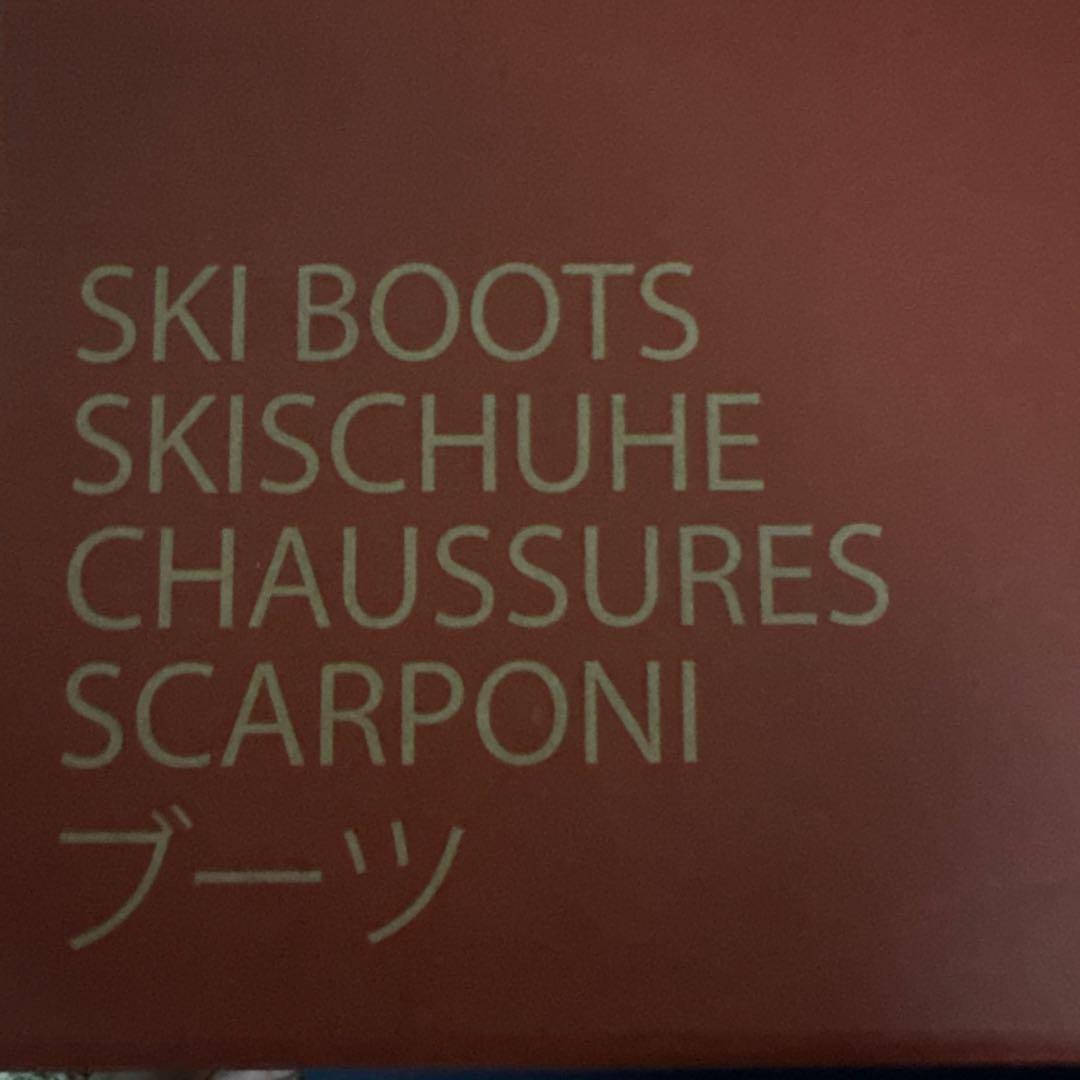 SKI BOOTS
SKISCHUHE
CHAUSSURES
SCARPONI
ブーツ